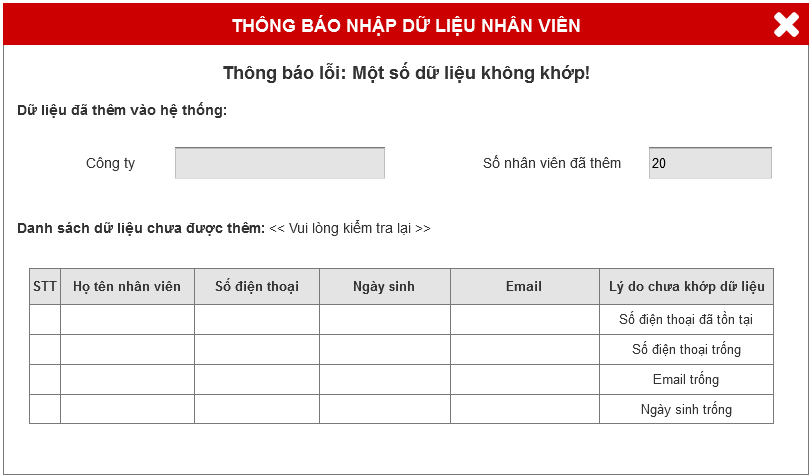 THÔNG BÁO NHẬP DỮ LIỆU NHÂN VIÊN
Thông báo lỗi: Một số dữ liệu không khớp!
Dữ liệu đã thêm vào hệ thống:
Công ty Số nhân viên đã thêm 20
Danh sách dữ liệu chưa được thêm: << Vui lòng kiểm tra lại >>
STT Họ tên nhân viên Số điện thoại Ngày sinh Email Lý do chưa khớp dữ liệu
Số điện thoại đã tồn tại
Số điện thoại trống
Email trống
Ngày sinh trống